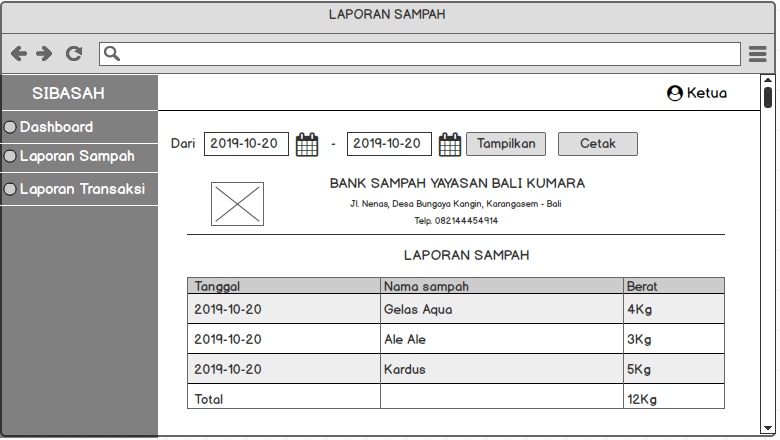 LAPORAN SAMPAH
SIBASAH
Ketua
Dashboard
Laporan Sampah
Laporan Transaksi
Dari 2019-10-20 - 2019-10-20 Tampilkan Cetak
BANK SAMPAH YAYASAN BALI KUMARA
Jl. Nenas, Desa Bungaya Kangin, Karangasem - Bali
Telp. 082144454914
LAPORAN SAMPAH
Tanggal Nama sampah Berat
2019-10-20 Gelas Aqua 4Kg
2019-10-20 Ale Ale 3Kg
2019-10-20 Kardus 5Kg
Total 12Kg